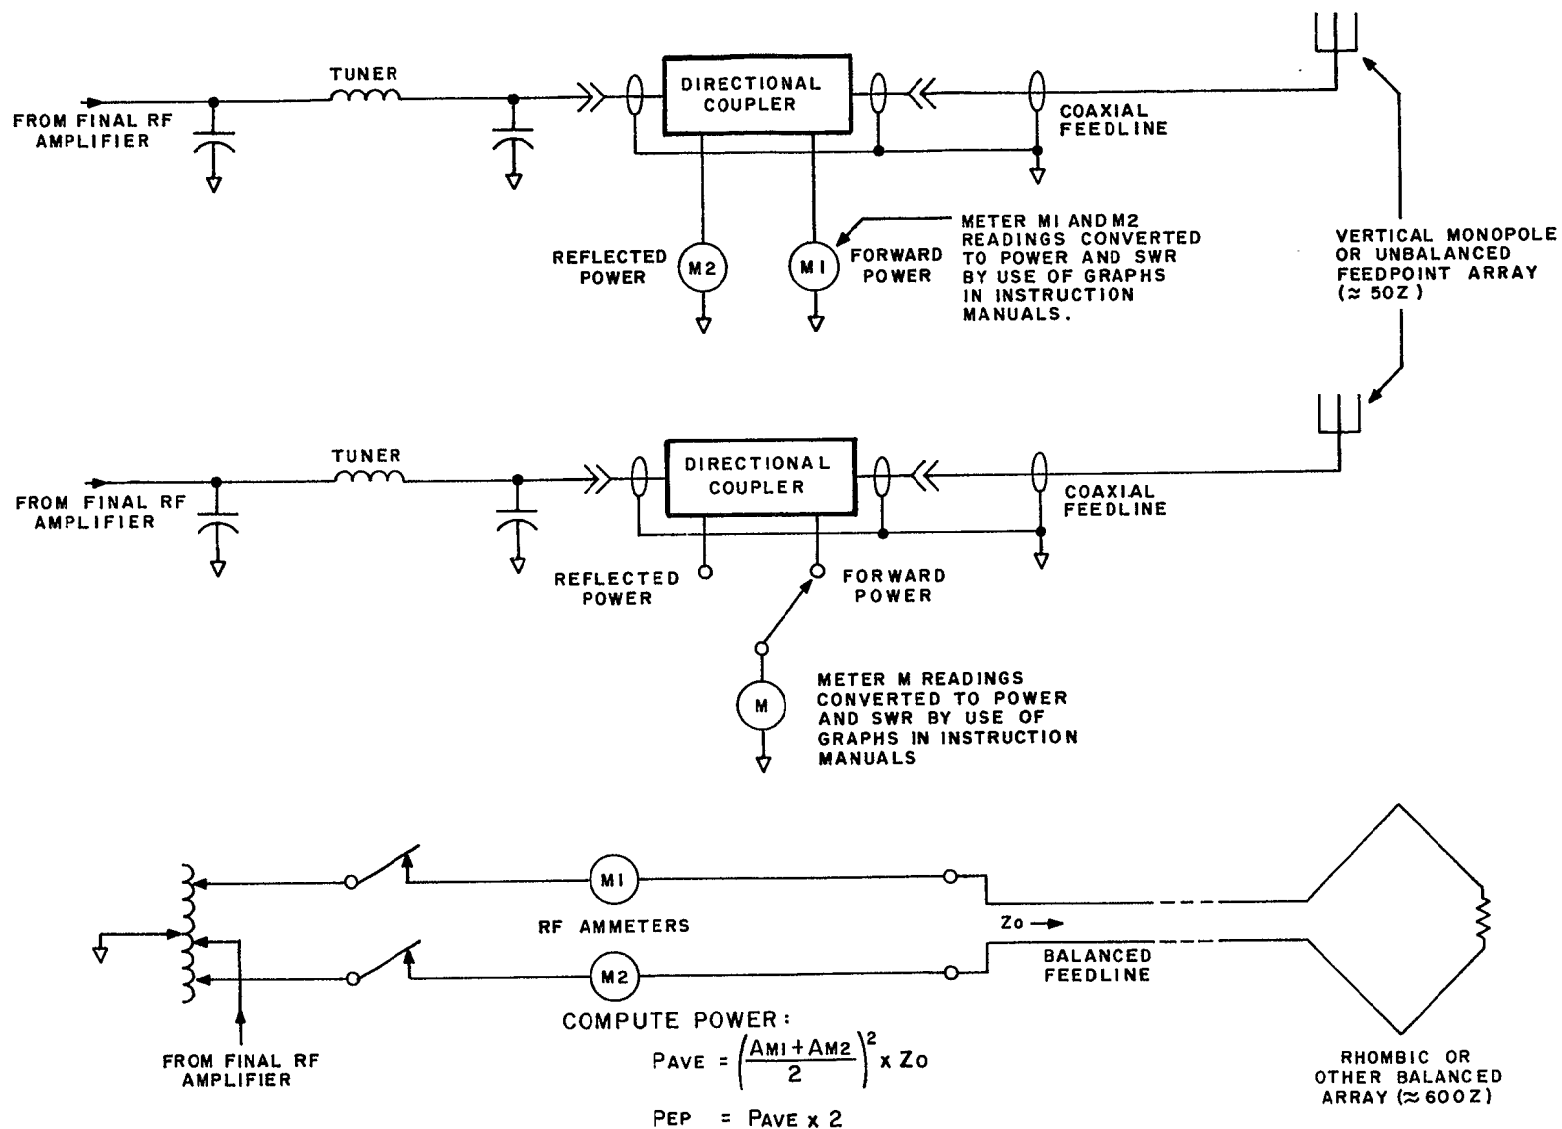 TUNER
FROM FINAL RF
AMPLIFIER
DIRECTIONAL
COUPLER
COAXIAL
FEEDLINE
REFLECTED
POWER
M2
M1
FORWARD
POWER
METER M1 AND M2
READINGS CONVERTED
TO POWER AND SWR
BY USE OF GRAPHS
IN INSTRUCTION
MANUALS.
VERTICAL MONOPOLE
OR UNBALANCED
FEEDPOINT ARRAY
(≈ 50Z)
TUNER
FROM FINAL RF
AMPLIFIER
DIRECTIONAL
COUPLER
COAXIAL
FEEDLINE
REFLECTED
POWER
FORWARD
POWER
M
METER M READINGS
CONVERTED TO POWER
AND SWR BY USE OF
GRAPHS IN INSTRUCTION
MANUALS
M1
RF AMMETERS
M2
Zo
BALANCED
FEEDLINE
FROM FINAL RF
AMPLIFIER
COMPUTE POWER:
PAVE = ((AM1 + AM2) / 2)² x Zo
PEP = PAVE x 2
RHOMBIC OR
OTHER BALANCED
ARRAY (≈600Z)